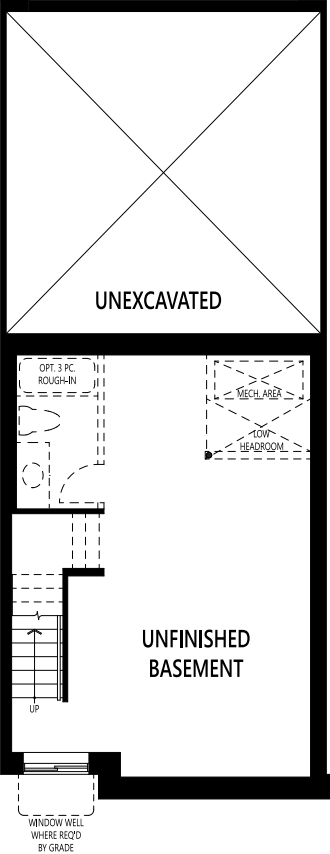 UNEXCAVATED
OPT. 3 PC.
ROUGH-IN
MECH. AREA
LOW
HEADROOM
UNFINISHED
BASEMENT
UP
WINDOW WELL
WHERE REQ'D
BY GRADE